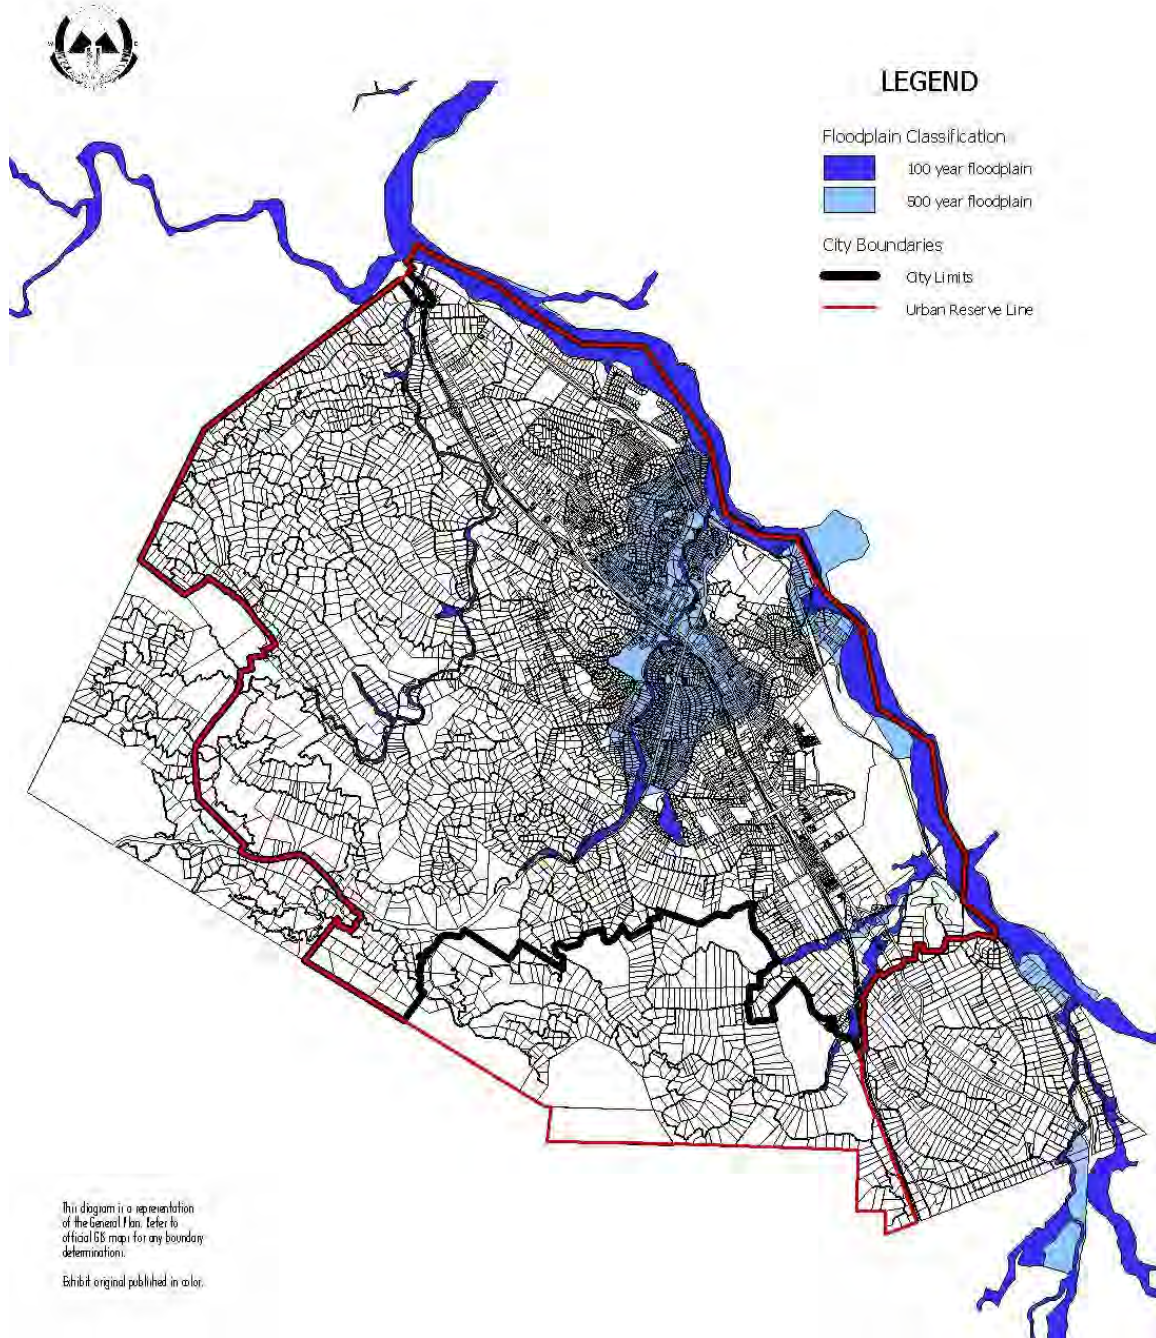 W E
LEGEND
Floodplain Classification
100 year floodplain
500 year floodplain
City Boundaries
City Limits
Urban Reserve Line
This diagram is a representation
of the General Plan. Refer to
official GIS maps for any boundary
determinations.
Exhibit original published in color.